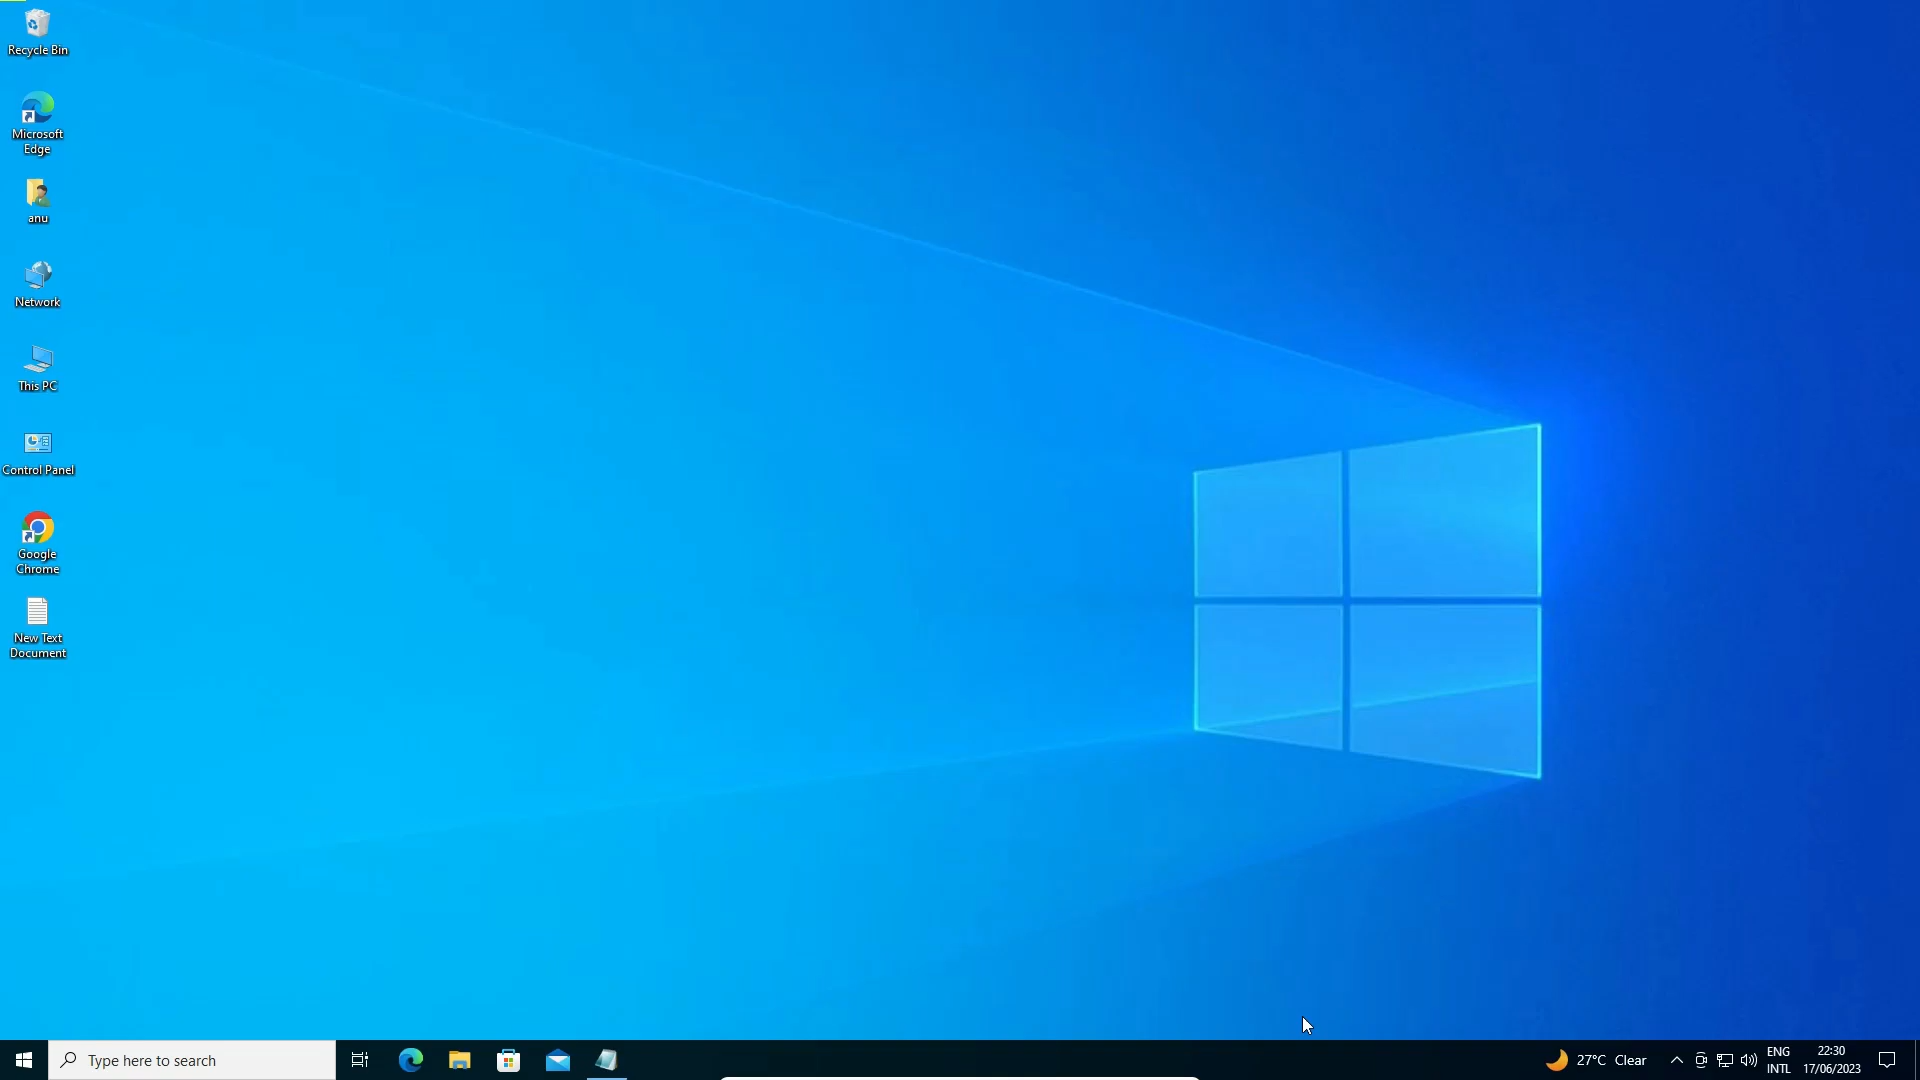 Recycle Bin
Microsoft
Edge
anu
Network
This PC
Control Panel
Google
Chrome
New Text
Document
Type here to search
27°C Clear
ENG
INTL
22:30
17/06/2023